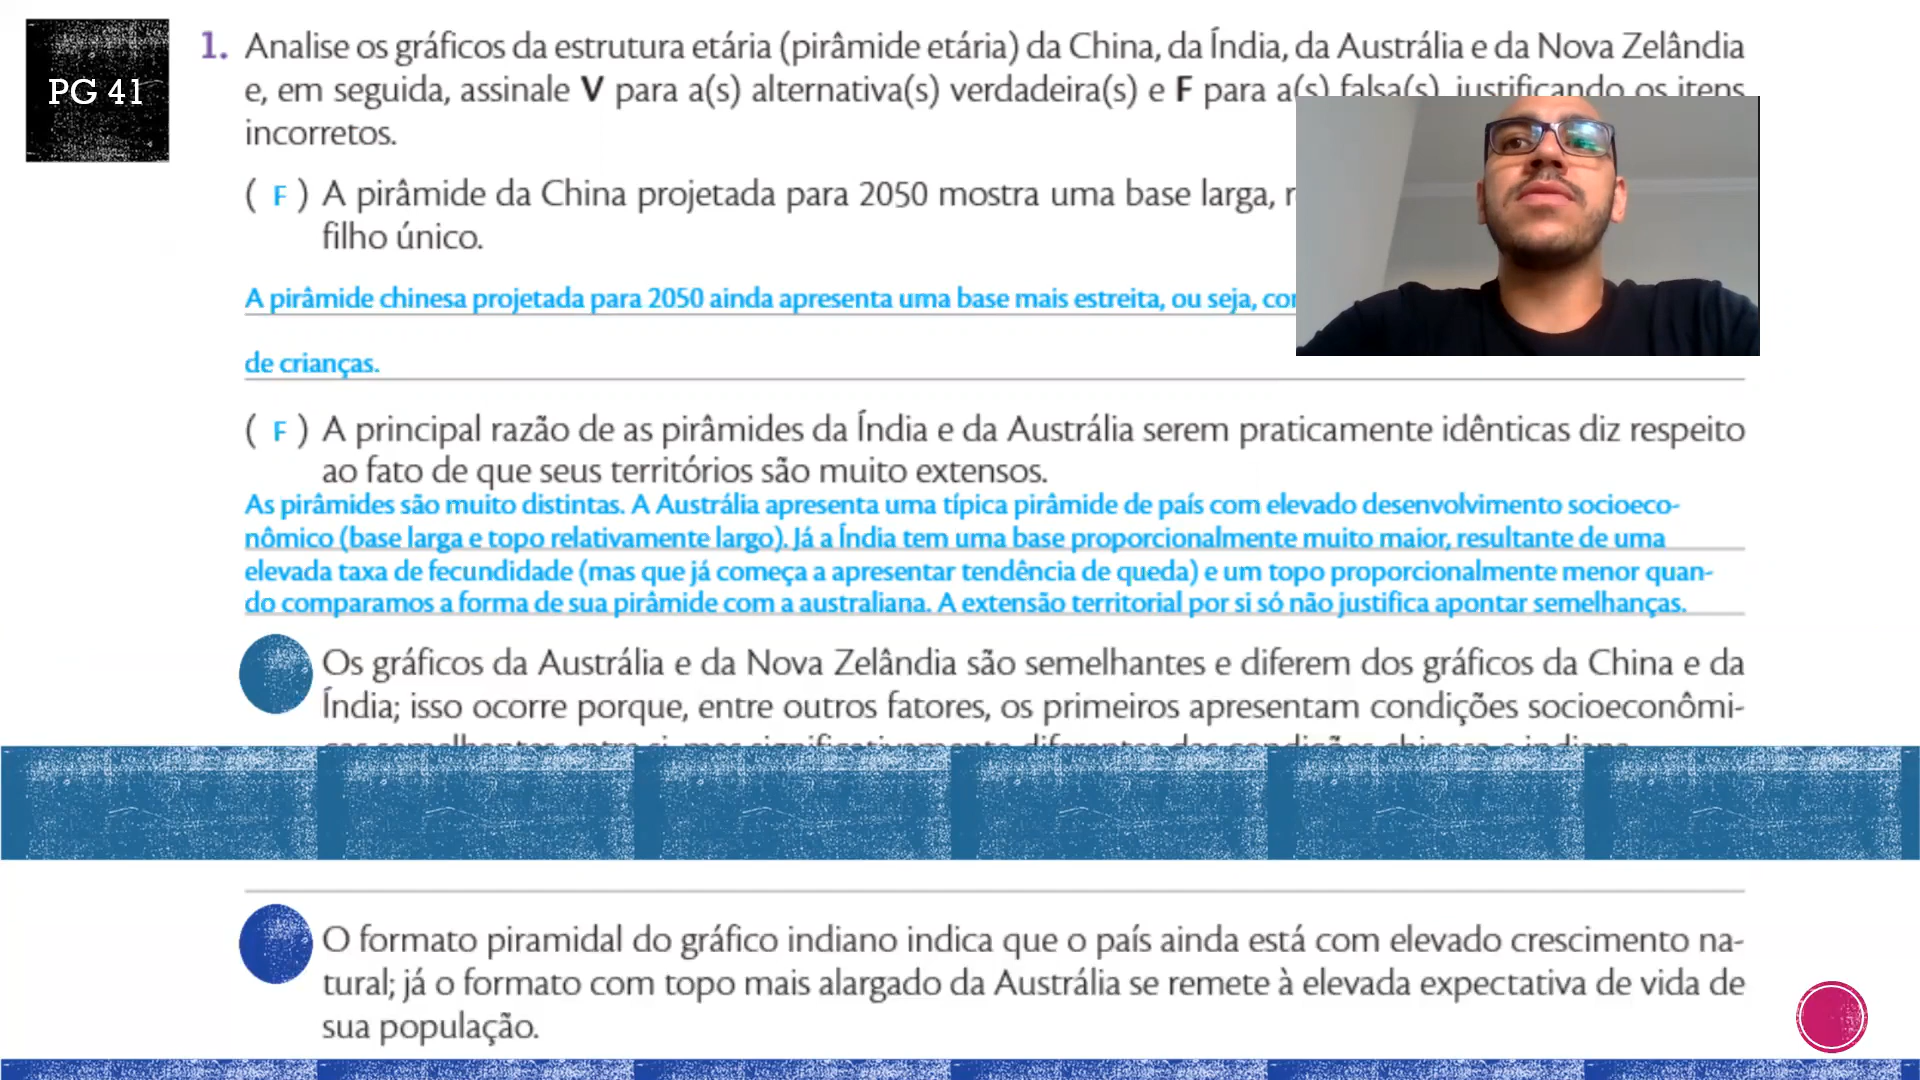 PG 41
1. Analise os gráficos da estrutura etária (pirâmide etária) da China, da Índia, da Austrália e da Nova Zelândia
e, em seguida, assinale V para a(s) alternativa(s) verdadeira(s) e F para a(s) falsa(s), justificando os itens
incorretos.
( F ) A pirâmide da China projetada para 2050 mostra uma base larga,
filho único.
A pirâmide chinesa projetada para 2050 ainda apresenta uma base mais estreita, ou seja,
de crianças.
( F ) A principal razão de as pirâmides da Índia e da Austrália serem praticamente idênticas diz respeito
ao fato de que seus territórios são muito extensos.
As pirâmides são muito distintas. A Austrália apresenta uma típica pirâmide de país com elevado desenvolvimento socioeco-
nômico (base larga e topo relativamente largo). Já a Índia tem uma base proporcionalmente muito maior, resultante de uma
elevada taxa de fecundidade (mas que já começa a apresentar tendência de queda) e um topo proporcionalmente menor quan-
do comparamos a forma de sua pirâmide com a australiana. A extensão territorial por si só não justifica apontar semelhanças.
Os gráficos da Austrália e da Nova Zelândia são semelhantes e diferem dos gráficos da China e da
Índia; isso ocorre porque, entre outros fatores, os primeiros apresentam condições socioeconômi-
O formato piramidal do gráfico indiano indica que o país ainda está com elevado crescimento na-
tural; já o formato com topo mais alargado da Austrália se remete à elevada expectativa de vida de
sua população.